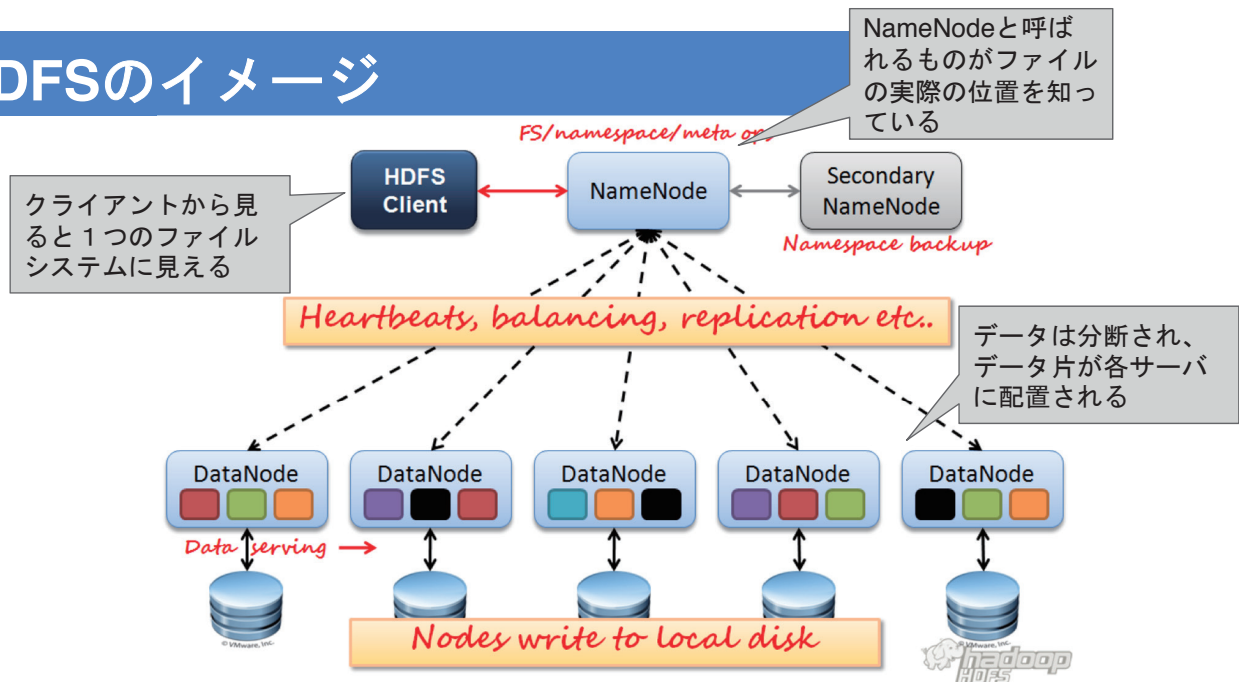 DFSのイメージ
NameNodeと呼ば
れるものがファイル
の実際の位置を知っ
ている
FS/namespace/meta ops
HDFS
Client
NameNode
Secondary
NameNode
Namespace backup
クライアントから見
ると１つのファイル
システムに見える
Heartbeats, balancing, replication etc..
データは分断され、
データ片が各サーバ
に配置される
DataNode
DataNode
DataNode
DataNode
DataNode
Data serving
Nodes write to local disk
© VMware, Inc.
© VMware, Inc.
hadoop
HDFS